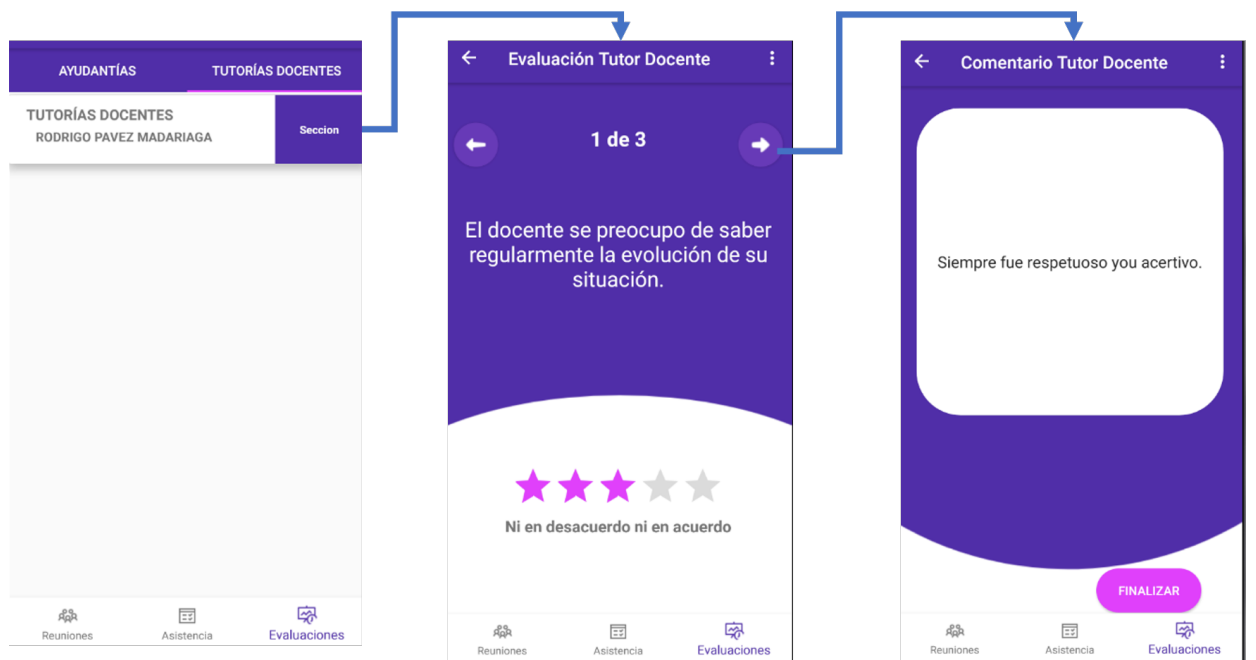 AYUDANTÍAS
TUTORÍAS DOCENTES
TUTORÍAS DOCENTES
RODRIGO PAVEZ MADARIAGA
Seccion
Reuniones
Asistencia
Evaluaciones
Evaluación Tutor Docente
1 de 3
El docente se preocupo de saber
regularmente la evolución de su
situación.
Ni en desacuerdo ni en acuerdo
Reuniones
Asistencia
Evaluaciones
Comentario Tutor Docente
Siempre fue respetuoso you acertivo.
FINALIZAR
Reuniones
Asistencia
Evaluaciones